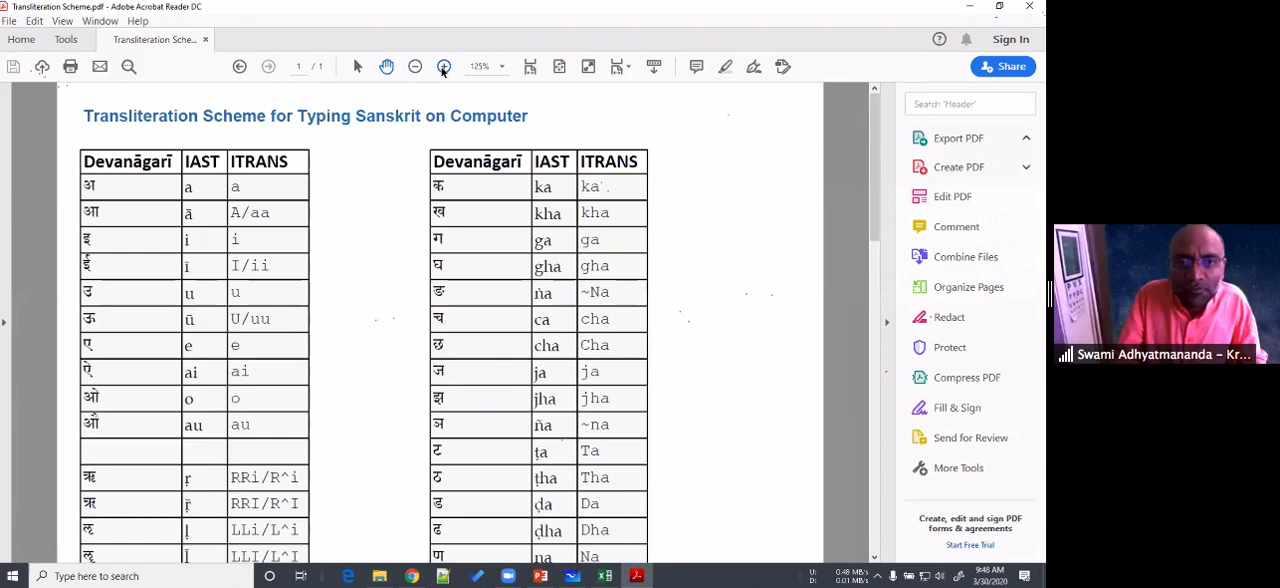 Transliteration Scheme.pdf - Adobe Acrobat Reader DC
File Edit View Window Help
Home Tools Transliteration Sche... × Sign In
1 / 1 125% Share
Transliteration Scheme for Typing Sanskrit on Computer
Devanāgarī IAST ITRANS
अ a a
आ ā A/aa
इ i i
ई ī I/ii
उ u u
ऊ ū U/uu
ए e e
ऐ ai ai
ओ o o
औ au au
ऋ ṛ RRi/R^i
ॠ ṝ RRI/R^I
ऌ ḷ LLi/L^i
ॡ ḹ LLI/L^I
Devanāgarī IAST ITRANS
क ka ka
ख kha kha
ग ga ga
घ gha gha
ङ ṅa ~Na
च ca cha
छ cha Cha
ज ja ja
झ jha jha
ञ ña ~na
ट ṭa Ta
ठ ṭha Tha
ड ḍa Da
ढ ḍha Dha
ण ṇa Na
Search 'Header'
Export PDF
Create PDF
Edit PDF
Comment
Combine Files
Organize Pages
Redact
Protect
Compress PDF
Fill & Sign
Send for Review
More Tools
Create, edit and sign PDF
forms & agreements
Start Free Trial
Swami Adhyatmananda – Kr...
Type here to search
U: 0.48 MB/s
D: 0.01 MB/s
9:48 AM
3/30/2020